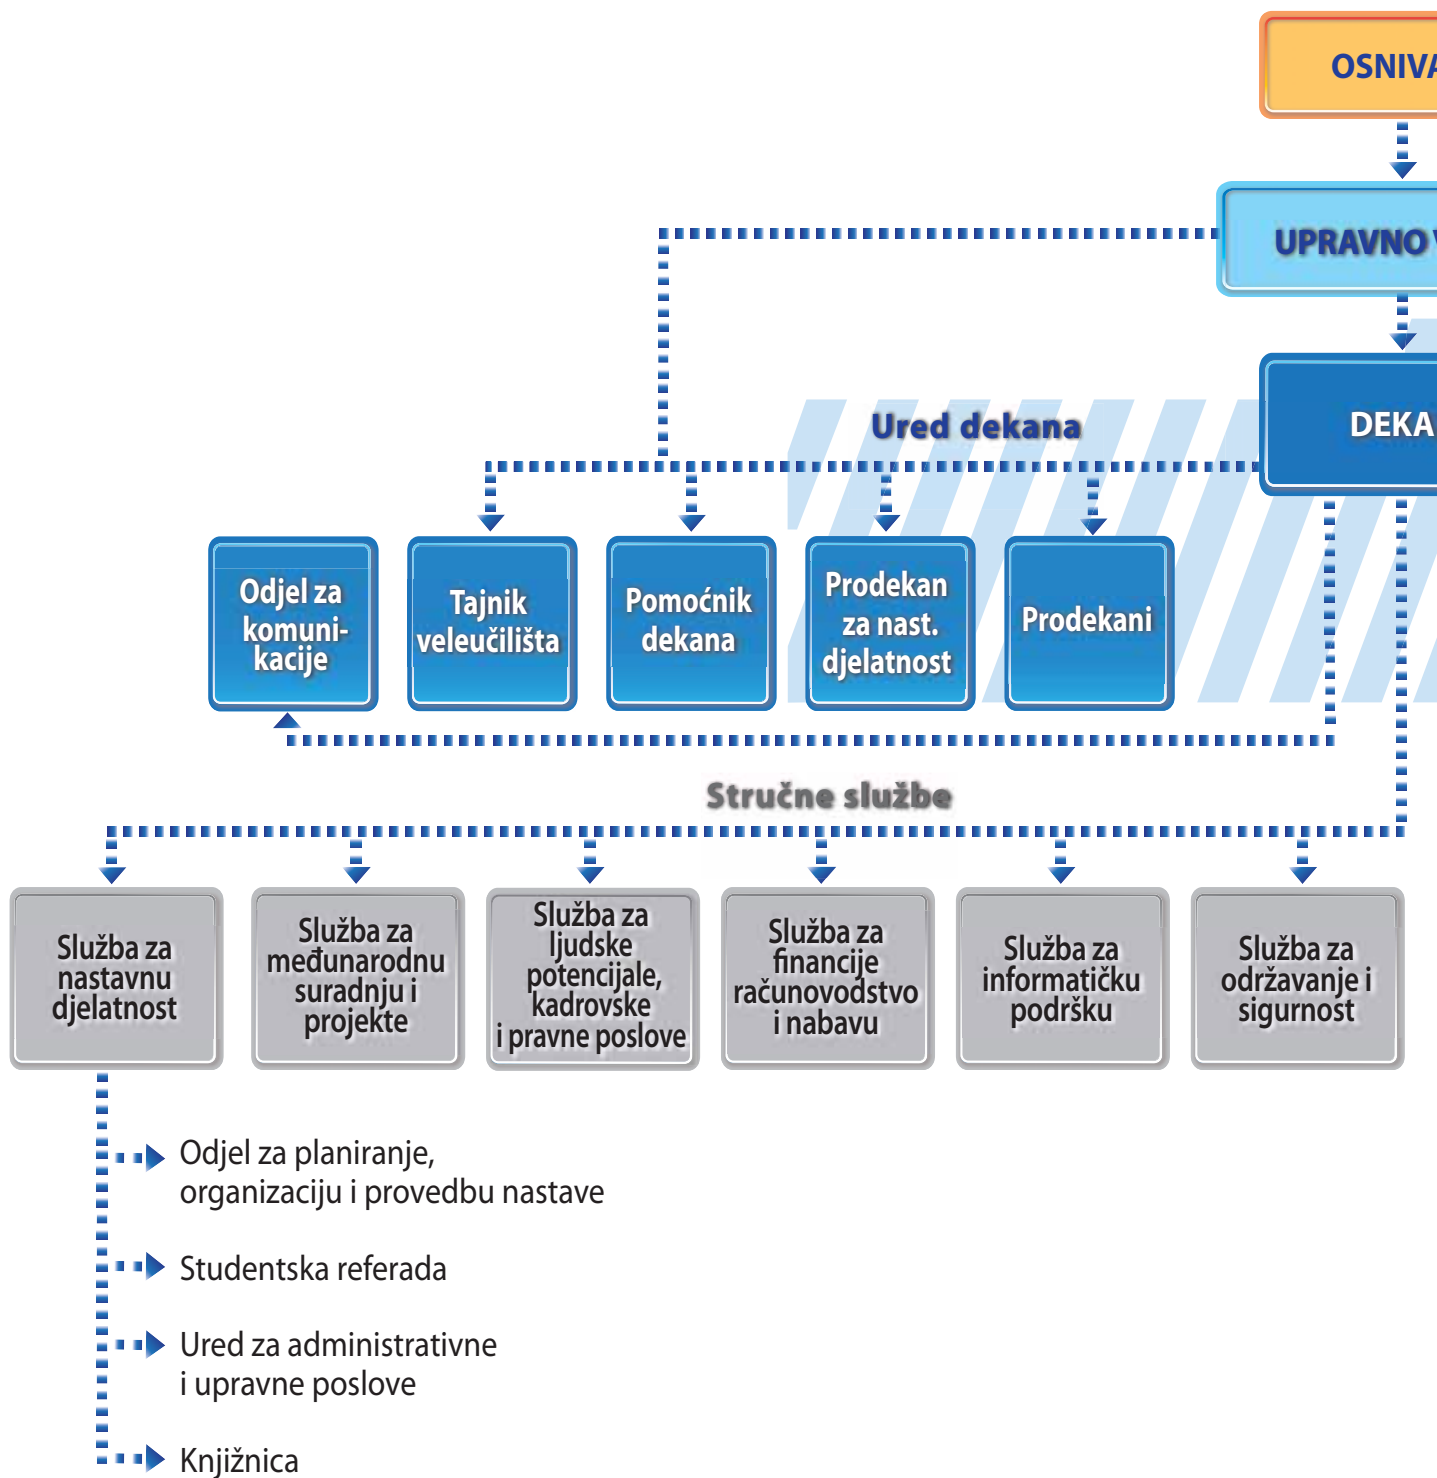 OSNIVA
UPRAVNO V
DEKA
Ured dekana
Odjel za
komuni-
kacije
Tajnik
veleučilišta
Pomoćnik
dekana
Prodekan
za nast.
djelatnost
Prodekani
Stručne službe
Služba za
nastavnu
djelatnost
Služba za
međunarodnu
suradnju i
projekte
Služba za
ljudske
potencijale,
kadrovske
i pravne poslove
Služba za
financije
računovodstvo
i nabavu
Služba za
informatičku
podršku
Služba za
održavanje i
sigurnost
Odjel za planiranje,
organizaciju i provedbu nastave
Studentska referada
Ured za administrativne
i upravne poslove
Knjižnica